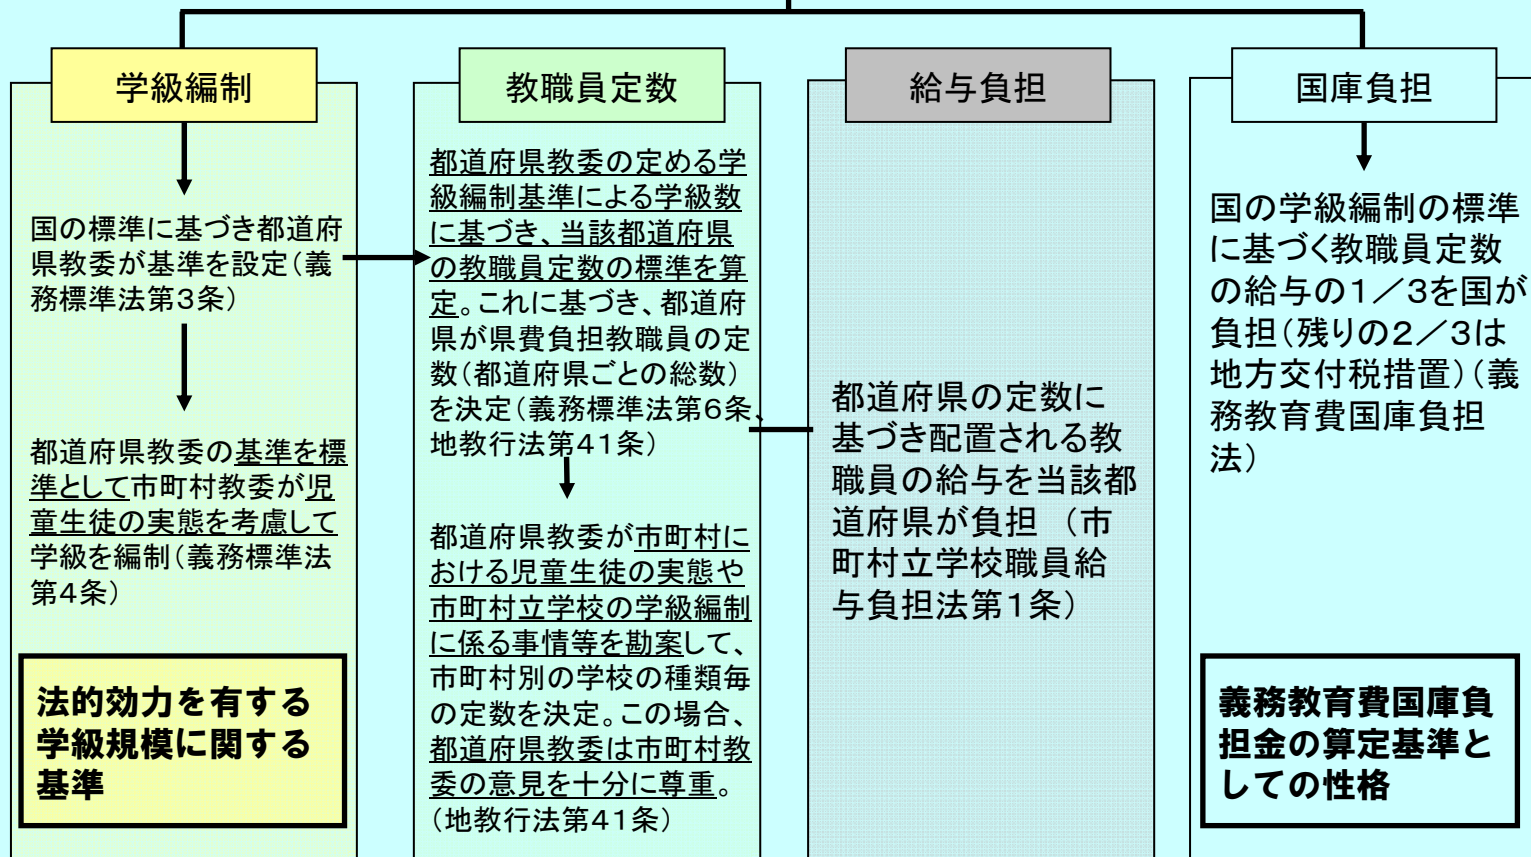 学級編制
国の標準に基づき都道府
県教委が基準を設定(義
務標準法第3条)
都道府県教委の基準を標
準として市町村教委が児
童生徒の実態を考慮して
学級を編制(義務標準法
第4条)
法的効力を有する
学級規模に関する
基準
教職員定数
都道府県教委の定める学
級編制基準による学級数
に基づき、当該都道府県
の教職員定数の標準を算
定。これに基づき、都道府
県が県費負担教職員の定
数(都道府県ごとの総数)
を決定(義務標準法第6条、
地教行法第41条)
都道府県教委が市町村に
おける児童生徒の実態や
市町村立学校の学級編制
に係る事情等を勘案して、
市町村別の学校の種類毎
の定数を決定。この場合、
都道府県教委は市町村教
委の意見を十分に尊重。
(地教行法第41条)
給与負担
都道府県の定数に
基づき配置される教
職員の給与を当該都
道府県が負担 (市
町村立学校職員給
与負担法第1条)
国庫負担
国の学級編制の標準
に基づく教職員定数
の給与の1/3を国が
負担(残りの2/3は
地方交付税措置)(義
務教育費国庫負担
法)
義務教育費国庫負
担金の算定基準と
しての性格